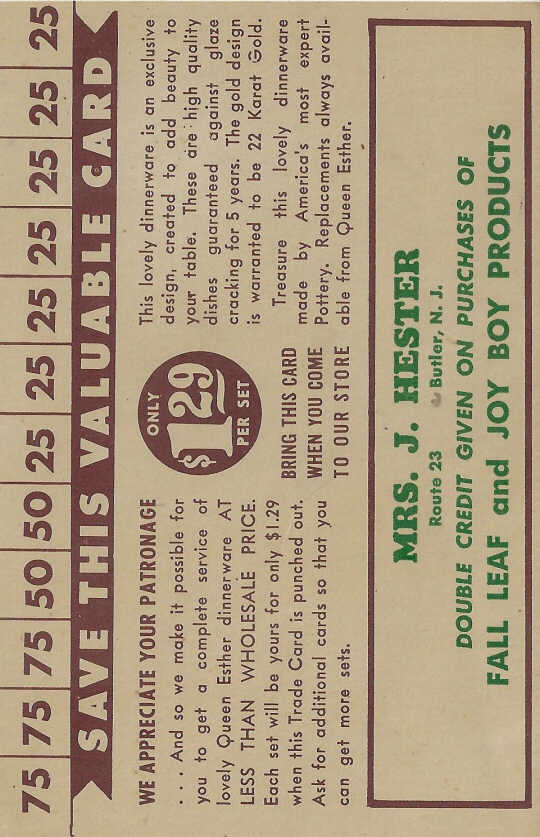 75 75 75 50 50 25 25 25 25 25 25
SAVE THIS VALUABLE CARD
WE APPRECIATE YOUR PATRONAGE
. . . And so we make it possible for
you to get a complete service of
lovely Queen Esther dinnerware AT
LESS THAN WHOLESALE PRICE.
Each set will be yours for only $1.29
when this Trade Card is punched out.
Ask for additional cards so that you
can get more sets.
ONLY
$1.29
PER SET
BRING THIS CARD
WHEN YOU COME
TO OUR STORE
This lovely dinnerware is an exclusive
design, created to add beauty to
your table. These are high quality
dishes guaranteed against glaze
cracking for 5 years. The gold design
is warranted to be 22 Karat Gold.
Treasure this lovely dinnerware
made by America's most expert
Pottery. Replacements always avail-
able from Queen Esther.
MRS. J. HESTER
Route 23 Butler, N. J.
DOUBLE CREDIT GIVEN ON PURCHASES OF
FALL LEAF and JOY BOY PRODUCTS